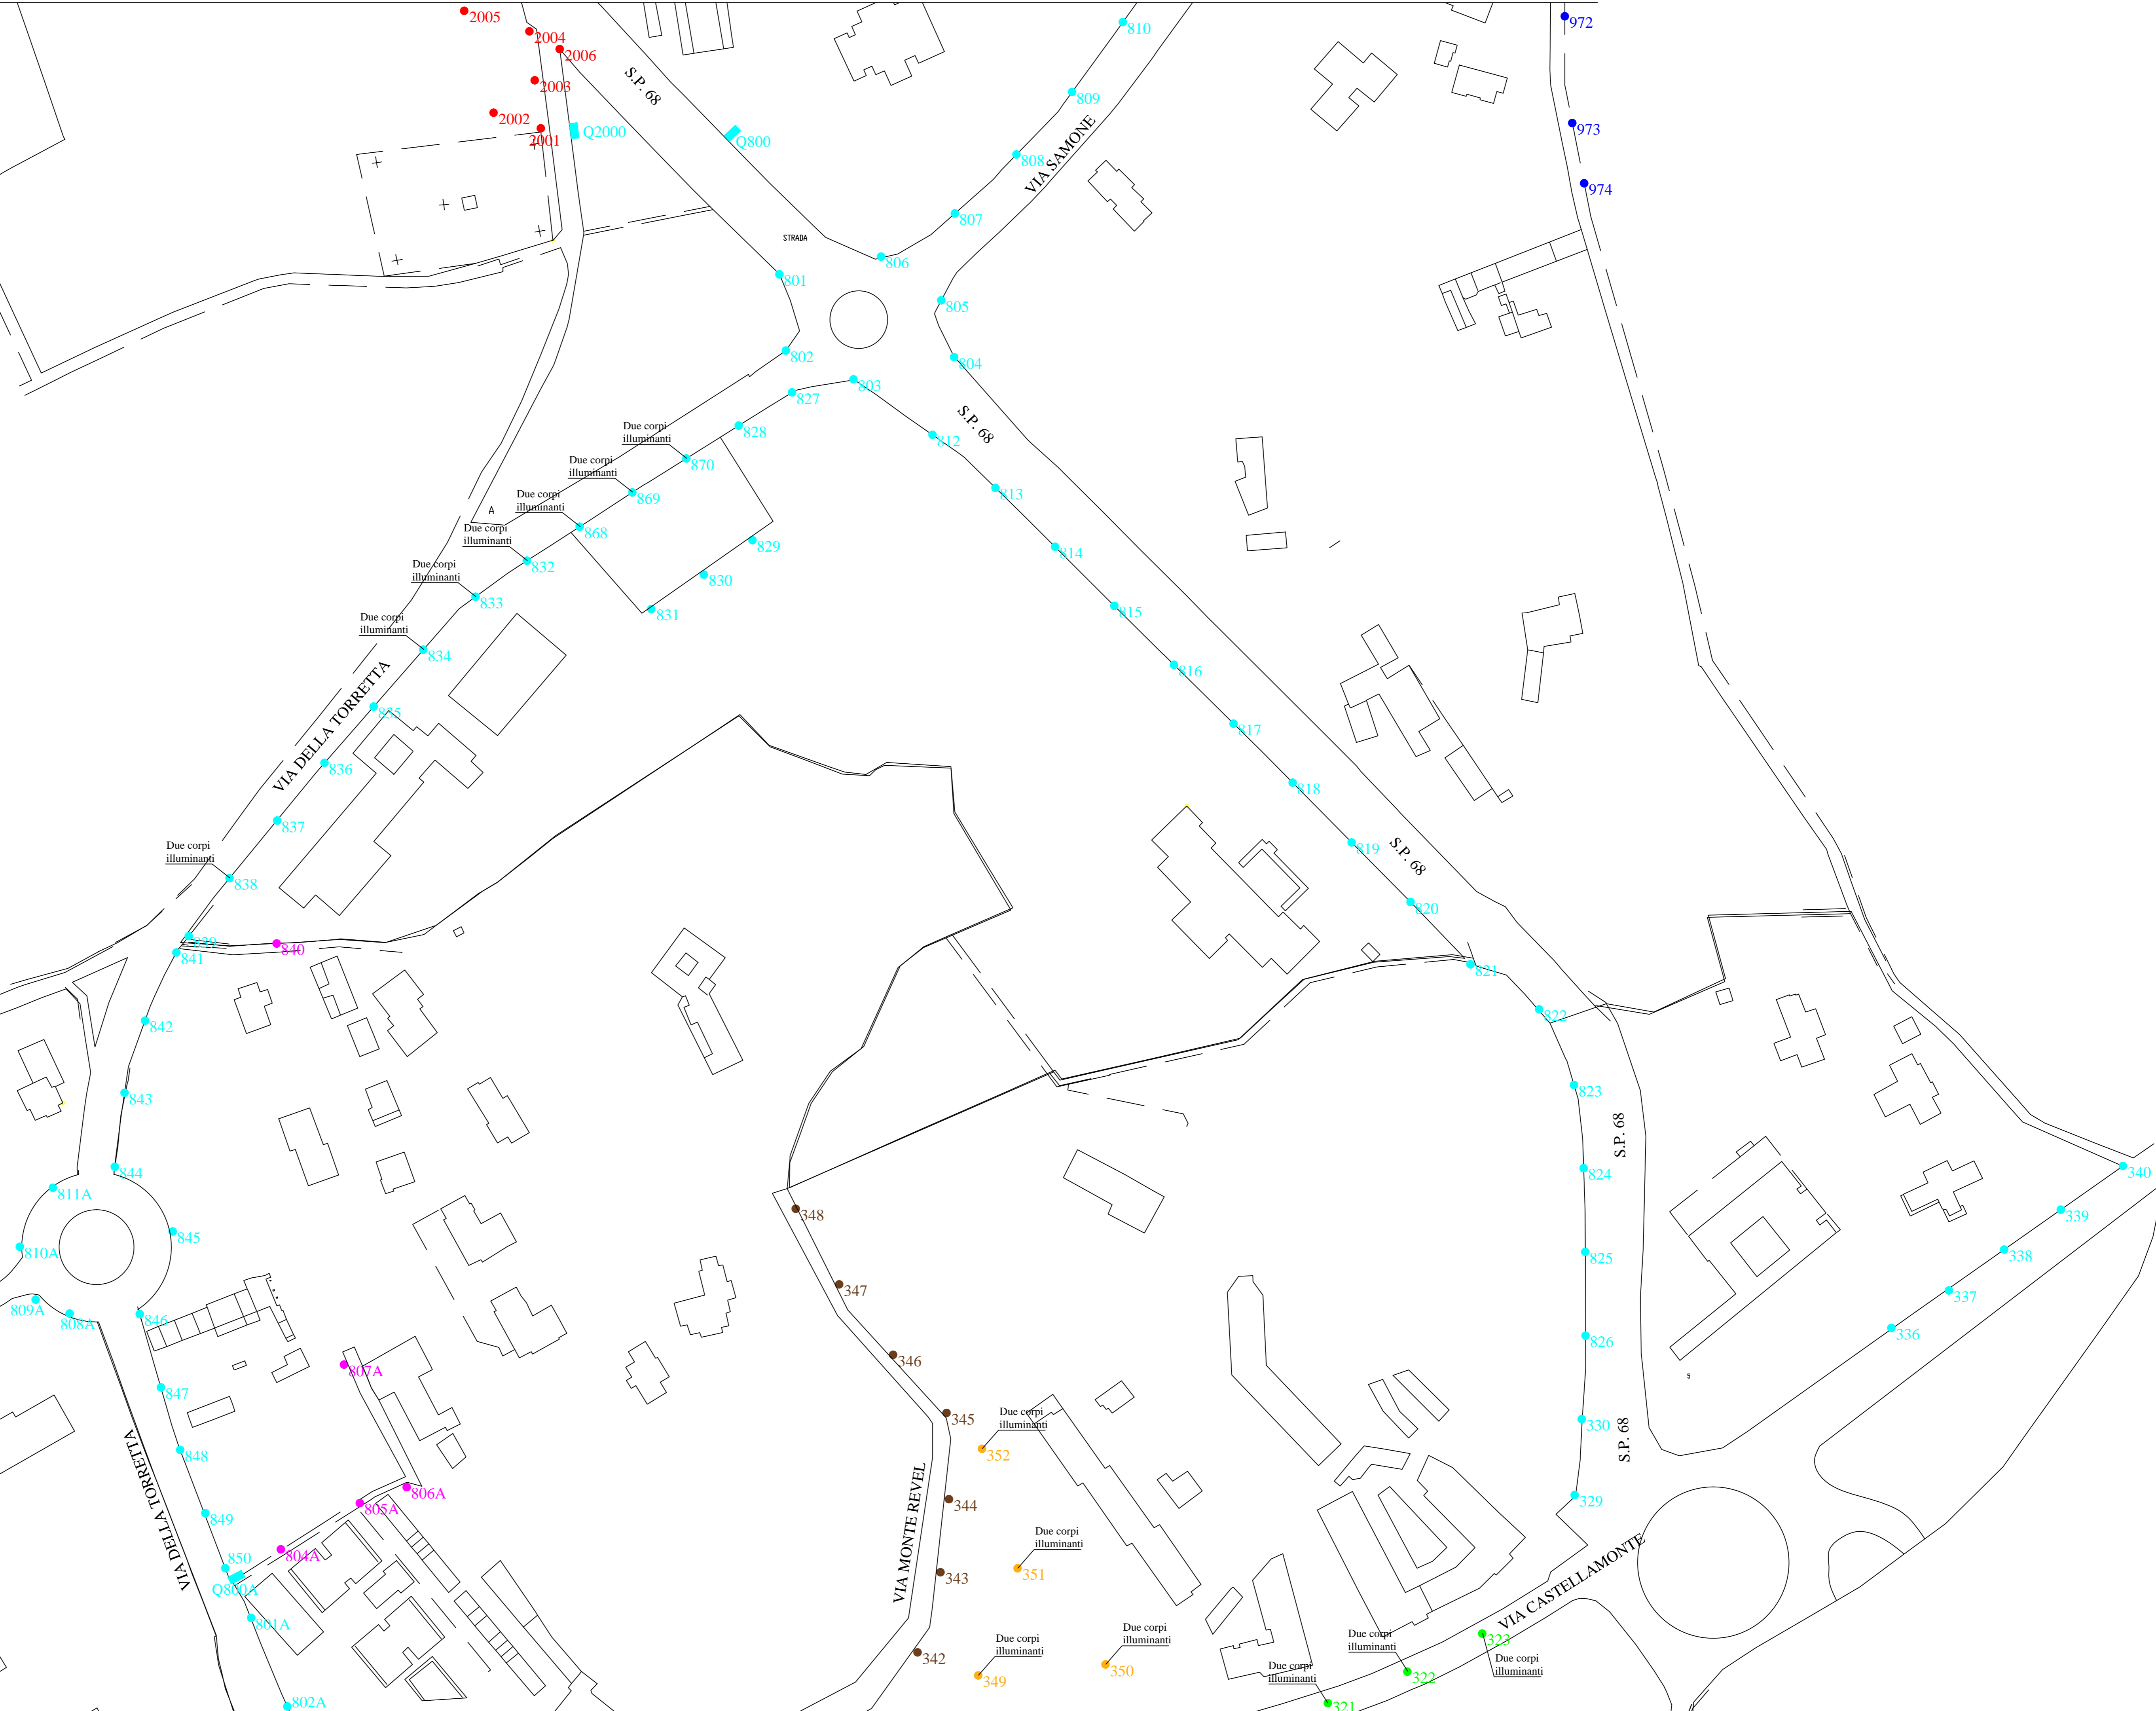 2005
972
2004
810
2006
S.P. 68
2003
809
2002
973
2001
Q2000
Q800
VIA SAMONE
808
974
807
STRADA
806
801
805
802
804
803
827
S.P. 68
Due corpi
illuminanti
828
812
870
Due corpi
illuminanti
869
813
Due corpi
illuminanti
A
868
Due corpi
illuminanti
829
814
832
Due corpi
illuminanti
830
833
831
815
Due corpi
illuminanti
834
816
VIA DELLA TORRETTA
835
817
836
818
837
819
S.P. 68
Due corpi
illuminanti
838
820
839
840
841
821
822
842
823
843
S.P. 68
824
844
340
811A
348
339
845
338
810A
825
347
337
809A
808A
846
336
826
346
807A
5
847
345
Due corpi
illuminanti
330
S.P. 68
848
352
VIA DELLA TORRETTA
806A
344
329
805A
849
VIA MONTE REVEL
Due corpi
illuminanti
804A
850
351
343
VIA CASTELLAMONTE
Q800A
801A
Due corpi
illuminanti
Due corpi
illuminanti
Due corpi
illuminanti
323
342
Due corpi
illuminanti
Due corpi
illuminanti
350
322
349
802A
321